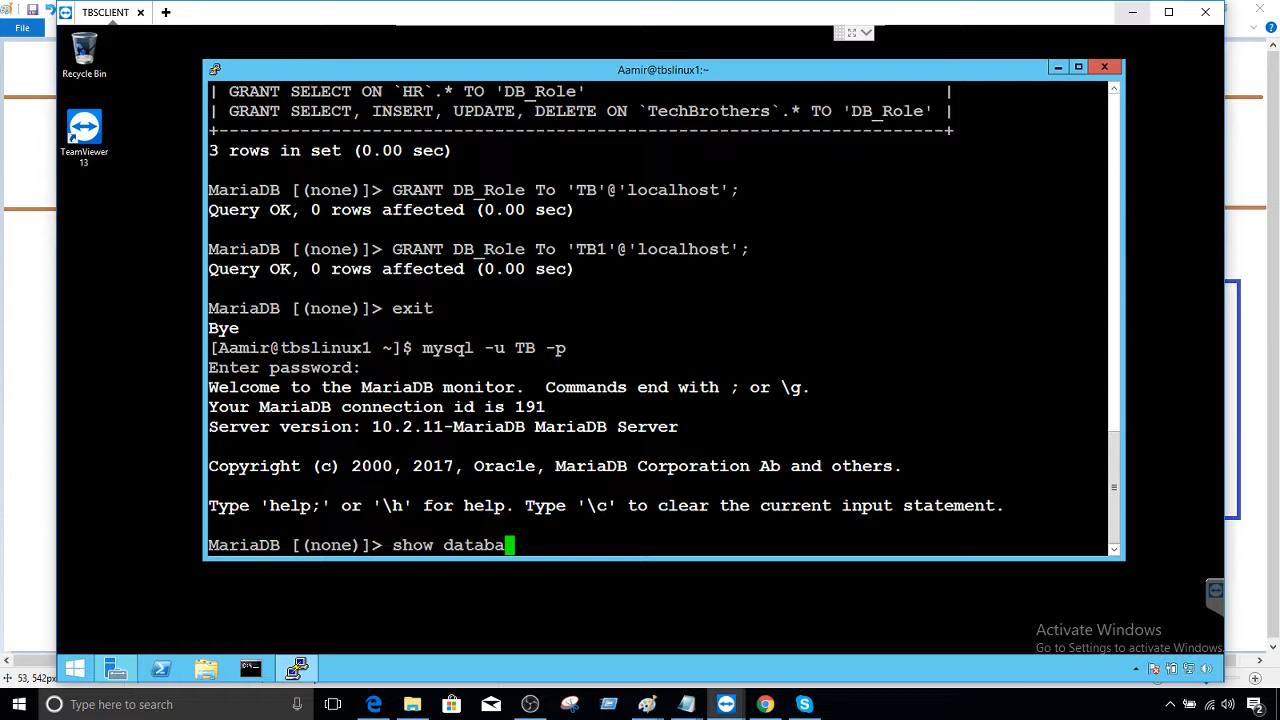 TBSCLIENT
File
Recycle Bin
TeamViewer
13
Aamir@tbslinux1:~
| GRANT SELECT ON `HR`.* TO 'DB_Role' |
| GRANT SELECT, INSERT, UPDATE, DELETE ON `TechBrothers`.* TO 'DB_Role' |
+------------------------------------------------------------------------+
3 rows in set (0.00 sec)
MariaDB [(none)]> GRANT DB_Role To 'TB'@'localhost';
Query OK, 0 rows affected (0.00 sec)
MariaDB [(none)]> GRANT DB_Role To 'TB1'@'localhost';
Query OK, 0 rows affected (0.00 sec)
MariaDB [(none)]> exit
Bye
[Aamir@tbslinux1 ~]$ mysql -u TB -p
Enter password:
Welcome to the MariaDB monitor.  Commands end with ; or \g.
Your MariaDB connection id is 191
Server version: 10.2.11-MariaDB MariaDB Server
Copyright (c) 2000, 2017, Oracle, MariaDB Corporation Ab and others.
Type 'help;' or '\h' for help. Type '\c' to clear the current input statement.
MariaDB [(none)]> show databa
Activate Windows
Go to Settings to activate Windows.
53, 542px
Type here to search
2